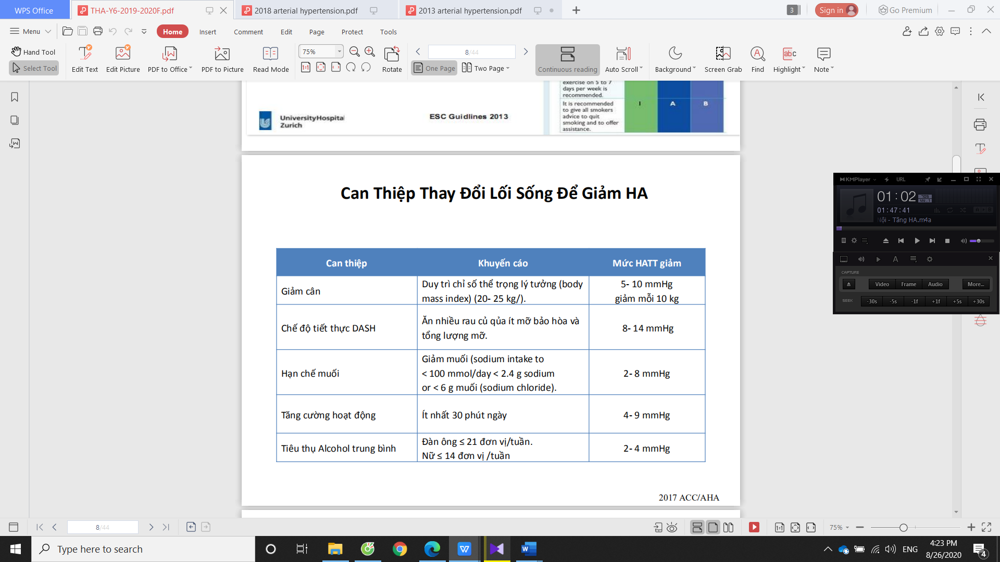 WPS Office
THA-Y6-2019-2020F.pdf
2018 arterial hypertension.pdf
2013 arterial hypertension.pdf
3
Sign in
Go Premium
Menu
Home
Insert
Comment
Edit
Page
Protect
Tools
Hand Tool
Select Tool
Edit Text
Edit Picture
PDF to Office
PDF to Picture
Read Mode
75%
Rotate
8/44
One Page
Two Page
Continuous reading
Auto Scroll
Background
Screen Grab
Find
Highlight
Note
exercise on 5 to 7
days per week is
recommended.
It is recommended
to give all smokers
advice to quit
smoking and to offer
assistance.
I
A
B
UniversityHospital
Zurich
ESC Guidlines 2013
Can Thiệp Thay Đổi Lối Sống Để Giảm HA
Can thiệp
Khuyến cáo
Mức HATT giảm
Giảm cân
Duy trì chỉ số thể trọng lý tưởng (body
mass index) (20- 25 kg/).
5- 10 mmHg
giảm mỗi 10 kg
Chế độ tiết thực DASH
Ăn nhiều rau củ qủa ít mỡ bảo hòa và
tổng lượng mỡ.
8- 14 mmHg
Hạn chế muối
Giảm muối (sodium intake to
< 100 mmol/day < 2.4 g sodium
or < 6 g muối (sodium chloride).
2- 8 mmHg
Tăng cường hoạt động
Ít nhất 30 phút ngày
4- 9 mmHg
Tiêu thụ Alcohol trung bình
Đàn ông ≤ 21 đơn vị/tuần.
Nữ ≤ 14 đơn vị /tuần
2- 4 mmHg
2017 ACC/AHA
KMPlayer
URL
01:02
01:47:41
Nội - Tăng HA.m4a
CAPTURE
Video
Frame
Audio
More...
SEEK
-30s
-5s
-1f
+1f
+5s
+30s
8/44
75%
Type here to search
ENG
4:23 PM
8/26/2020
4